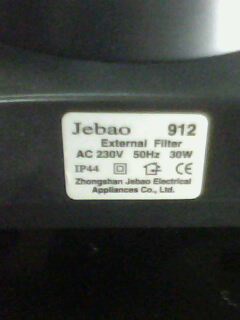 Jebao 912
External Filter
AC 230V 50Hz 30W
IP44 CE
Zhongshan Jebao Electrical
Appliances Co., Ltd.